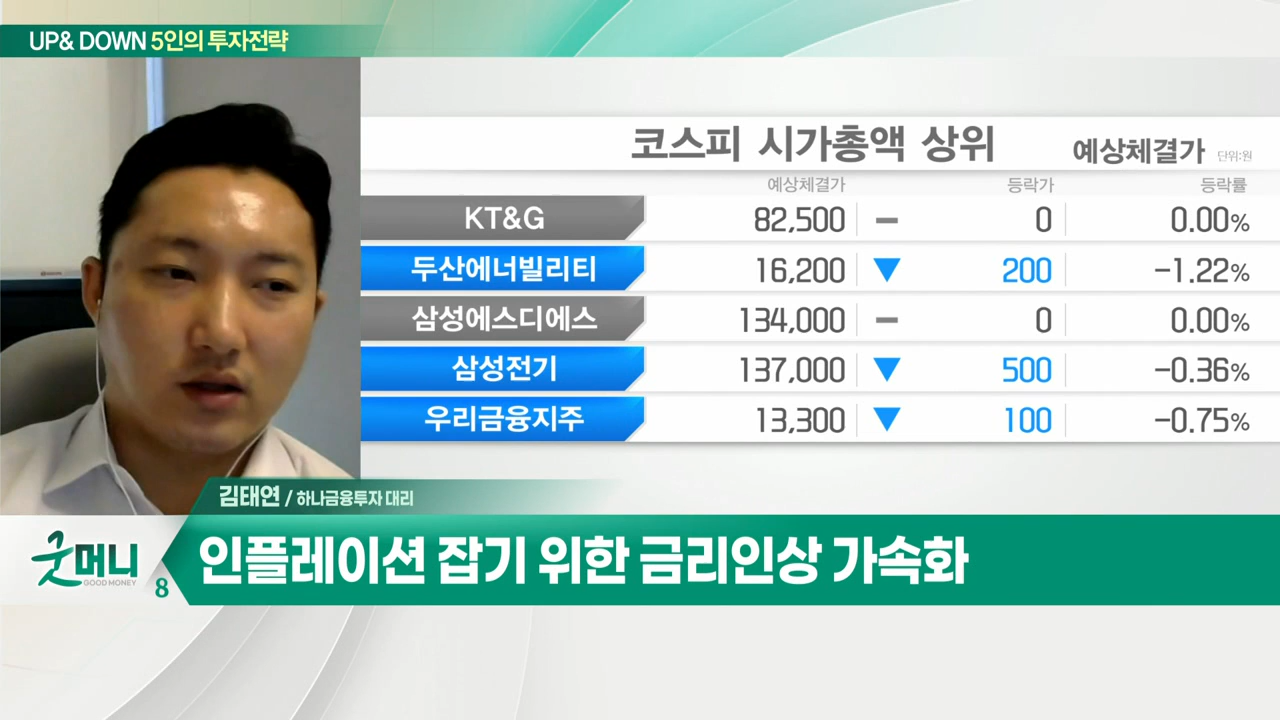 UP& DOWN 5인의 투자전략
코스피 시가총액 상위 예상체결가 단위:원
예상체결가 등락가 등락률
KT&G 82,500 – 0 0.00%
두산에너빌리티 16,200 ▼ 200 -1.22%
삼성에스디에스 134,000 – 0 0.00%
삼성전기 137,000 ▼ 500 -0.36%
우리금융지주 13,300 ▼ 100 -0.75%
김태연 / 하나금융투자 대리
굿머니
GOOD MONEY
8
인플레이션 잡기 위한 금리인상 가속화